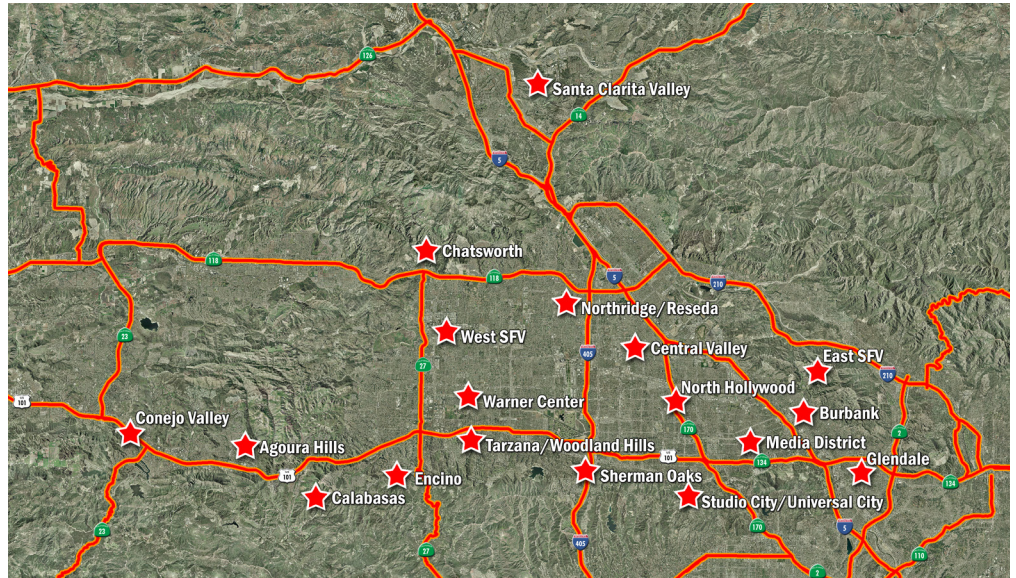 126
Santa Clarita Valley
14
5
Chatsworth
118
118
5
210
Northridge/Reseda
23
West SFV
405
Central Valley
27
East SFV
210
North Hollywood
Warner Center
101
Conejo Valley
Burbank
170
2
Agoura Hills
Tarzana/Woodland Hills
Media District
101
134
Glendale
101
Encino
Sherman Oaks
134
Calabasas
Studio City/Universal City
23
170
5
405
27
110
2